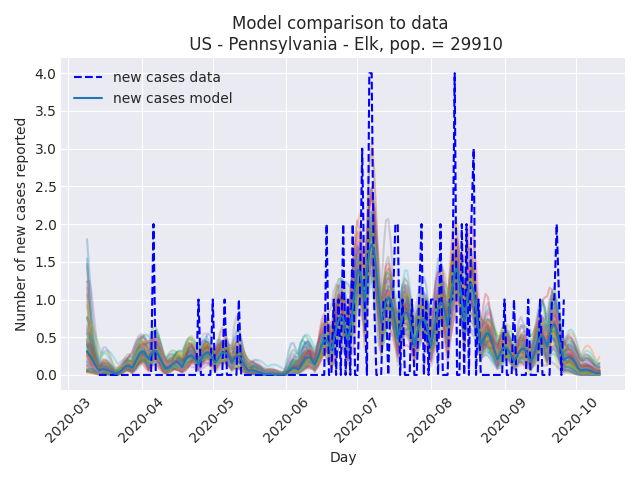 Model comparison to data
US - Pennsylvania - Elk, pop. = 29910
new cases data
new cases model
Number of new cases reported
4.0
3.5
3.0
2.5
2.0
1.5
1.0
0.5
0.0
2020-03
2020-04
2020-05
2020-06
2020-07
2020-08
2020-09
2020-10
Day